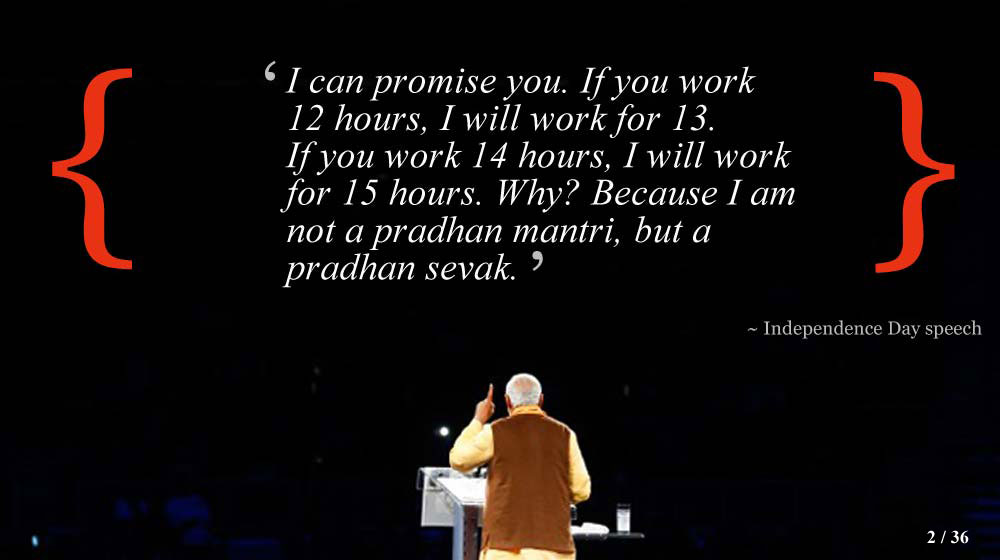 ‘ I can promise you. If you work
12 hours, I will work for 13.
If you work 14 hours, I will work
for 15 hours. Why? Because I am
not a pradhan mantri, but a
pradhan sevak. ’
~ Independence Day speech
2 / 36